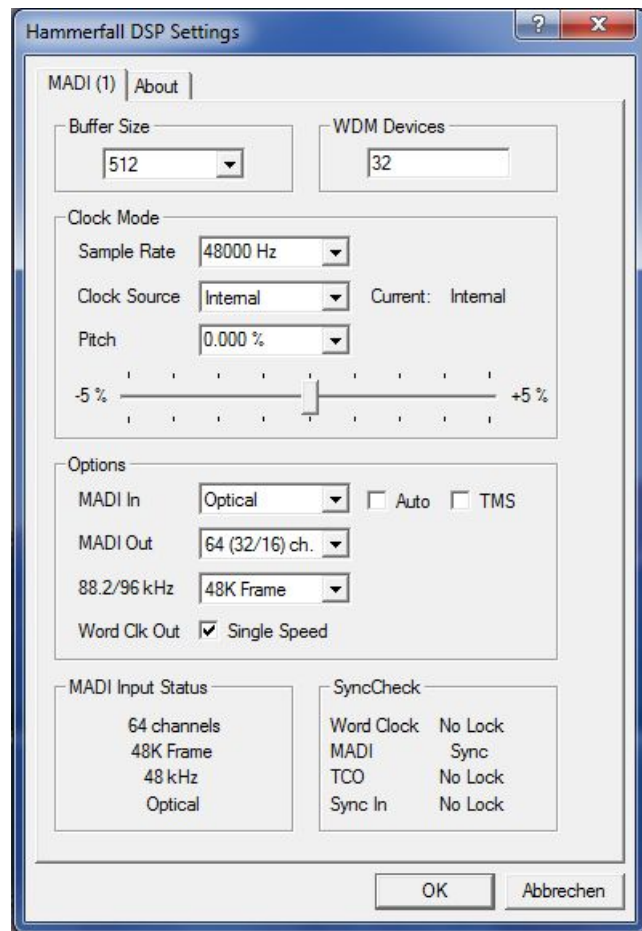 Hammerfall DSP Settings
MADI (1) About
Buffer Size WDM Devices
512 32
Clock Mode
Sample Rate 48000 Hz
Clock Source Internal Current: Internal
Pitch 0.000 %
-5 % +5 %
Options
MADI In Optical Auto TMS
MADI Out 64 (32/16) ch.
88.2/96 kHz 48K Frame
Word Clk Out Single Speed
MADI Input Status
64 channels
48K Frame
48 kHz
Optical
SyncCheck
Word Clock No Lock
MADI Sync
TCO No Lock
Sync In No Lock
OK Abbrechen